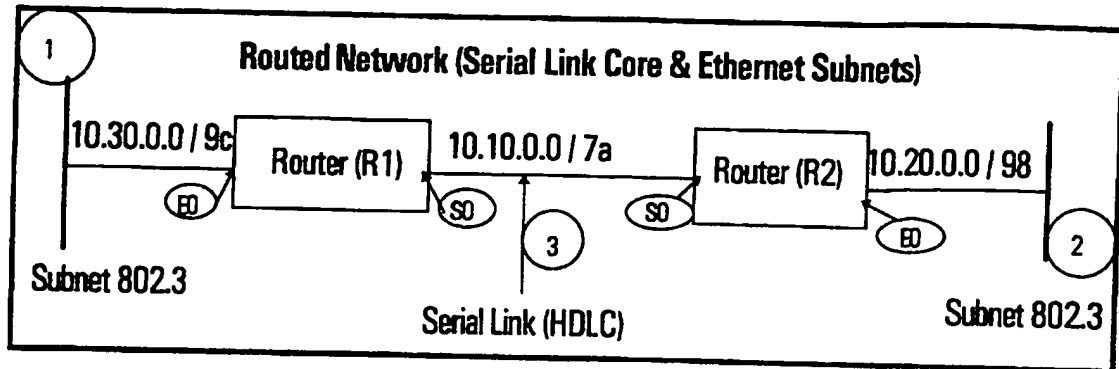 1
Routed Network (Serial Link Core & Ethernet Subnets)
10.30.0.0 / 9c
Router (R1)
10.10.0.0 / 7a
Router (R2)
10.20.0.0 / 98
E0
S0
3
S0
E0
2
Subnet 802.3
Serial Link (HDLC)
Subnet 802.3